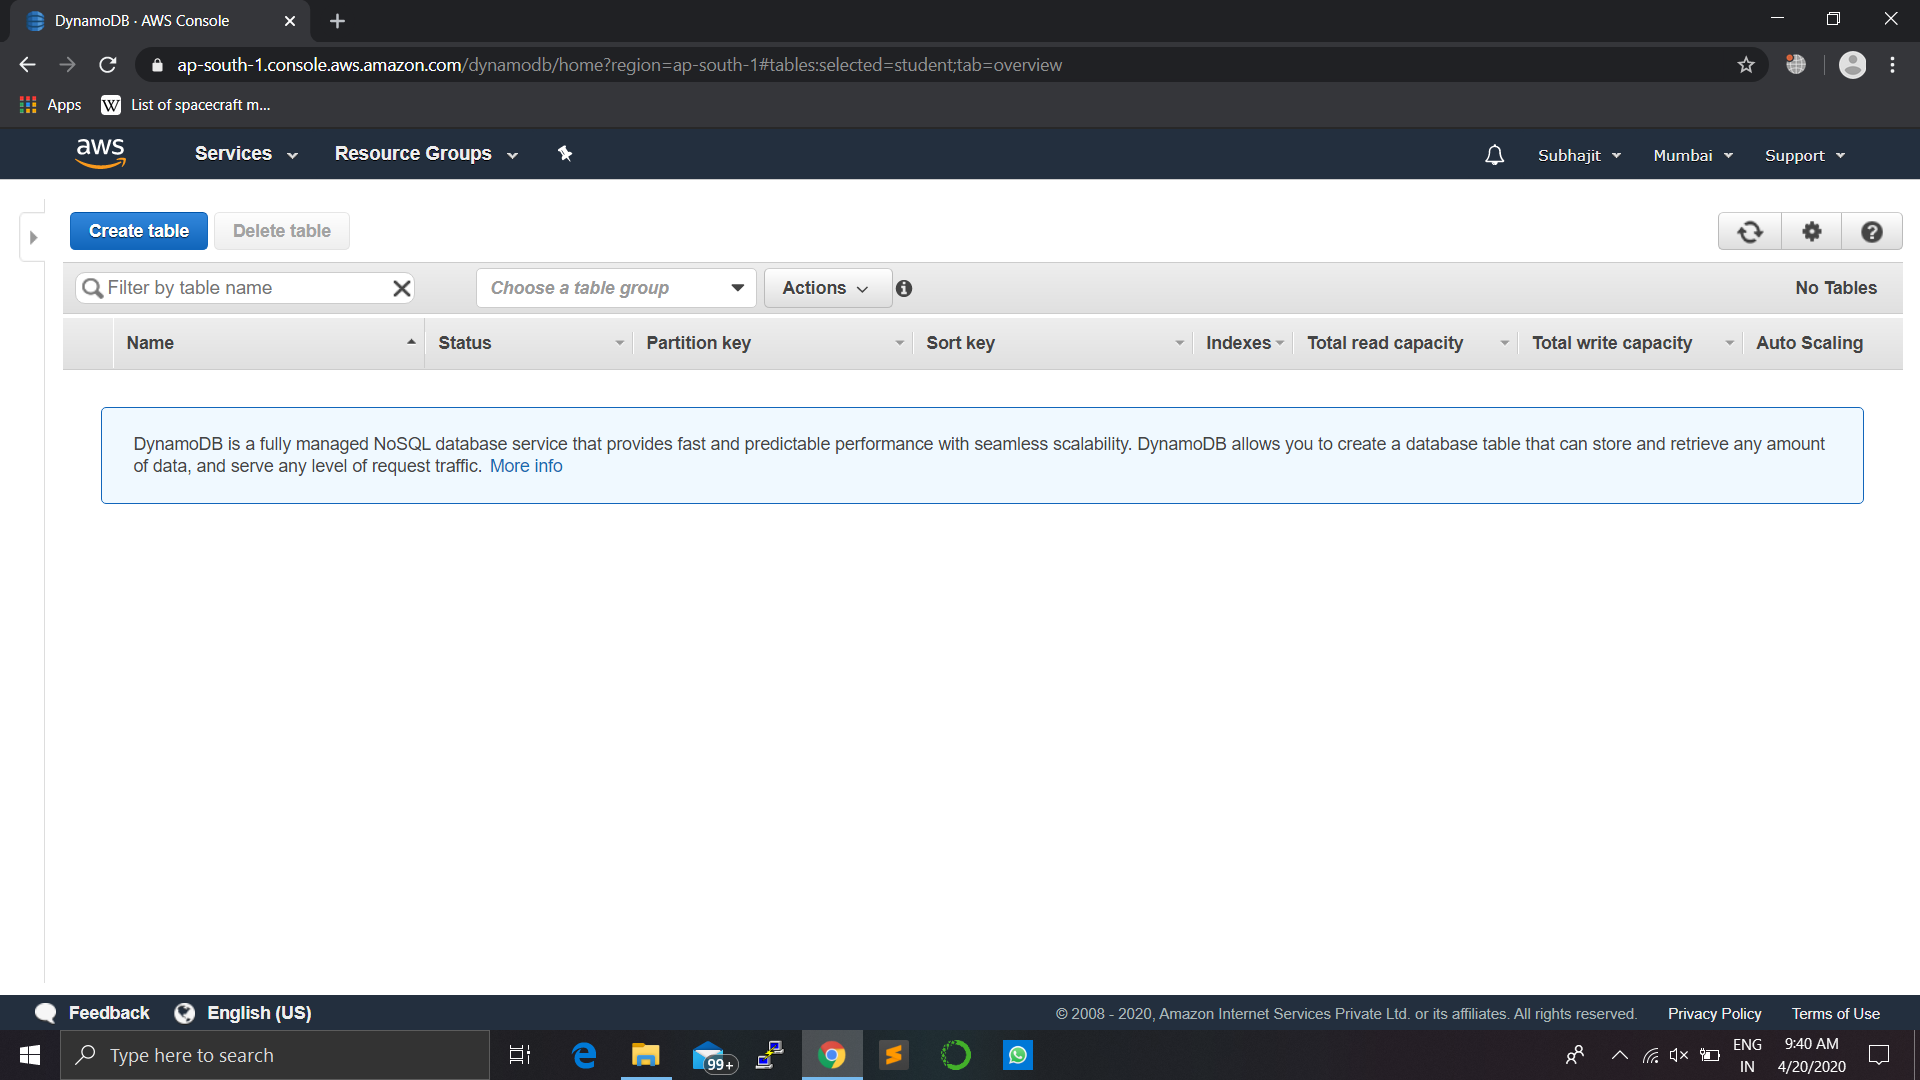 DynamoDB · AWS Console
ap-south-1.console.aws.amazon.com/dynamodb/home?region=ap-south-1#tables:selected=student;tab=overview
Apps
W List of spacecraft m...
aws Services Resource Groups Subhajit Mumbai Support
Create table Delete table
Filter by table name Choose a table group Actions No Tables
Name Status Partition key Sort key Indexes Total read capacity Total write capacity Auto Scaling
DynamoDB is a fully managed NoSQL database service that provides fast and predictable performance with seamless scalability. DynamoDB allows you to create a database table that can store and retrieve any amount
of data, and serve any level of request traffic. More info
Feedback English (US) © 2008 - 2020, Amazon Internet Services Private Ltd. or its affiliates. All rights reserved. Privacy Policy Terms of Use
Type here to search
99+
ENG
IN
9:40 AM
4/20/2020